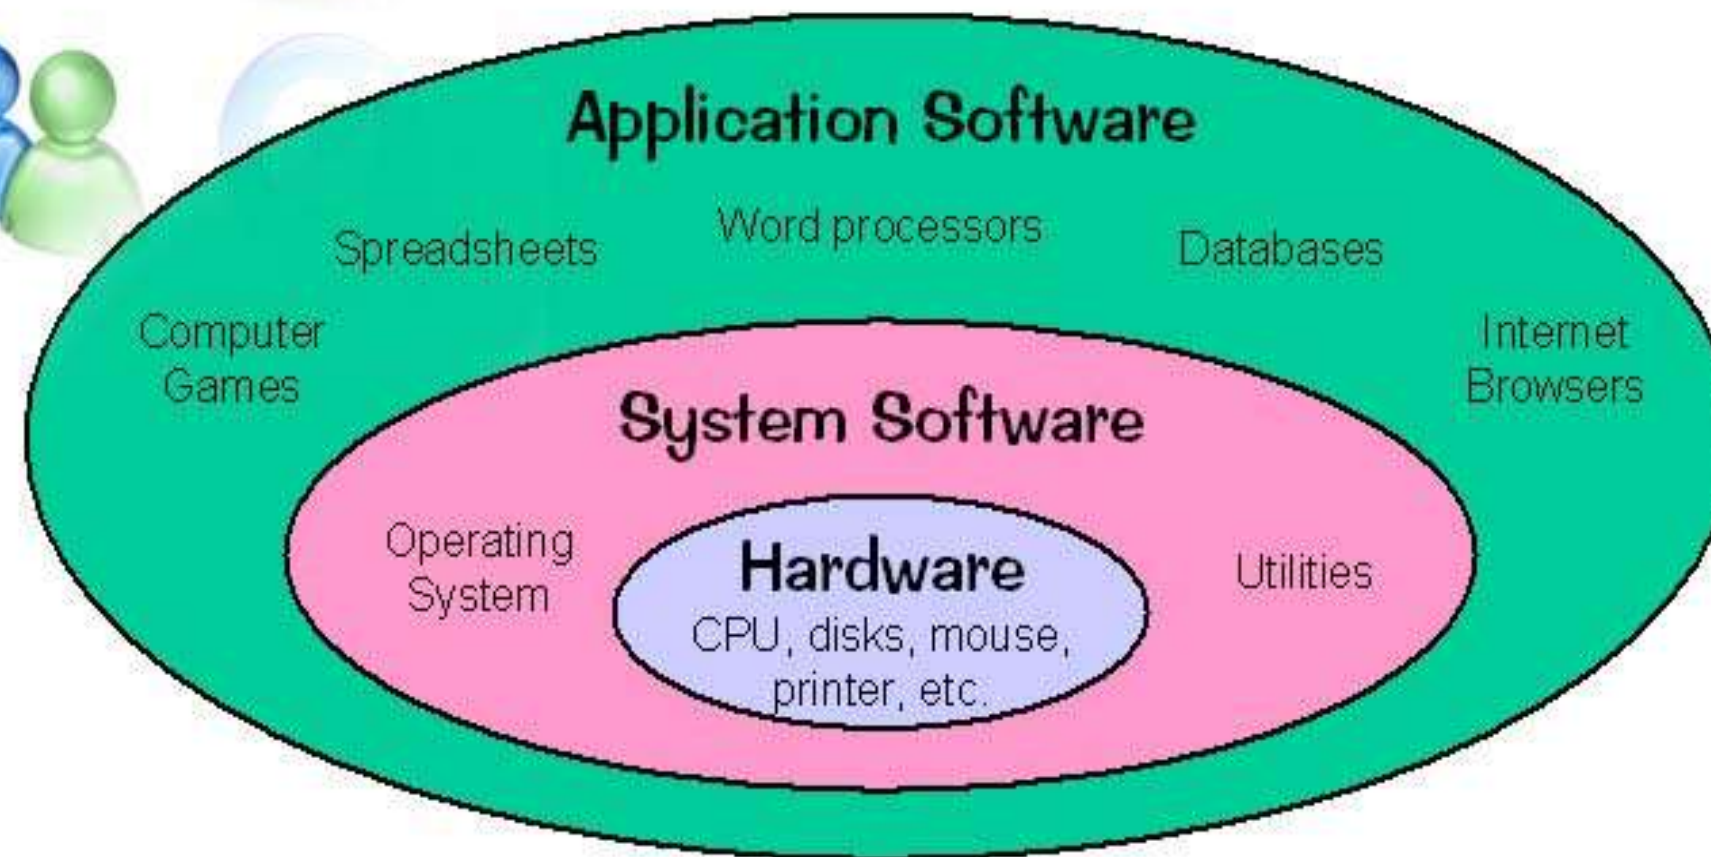 Application Software
Word processors
Spreadsheets
Databases
Computer
Games
Internet
Browsers
System Software
Operating
System
Utilities
Hardware
CPU, disks, mouse,
printer, etc.